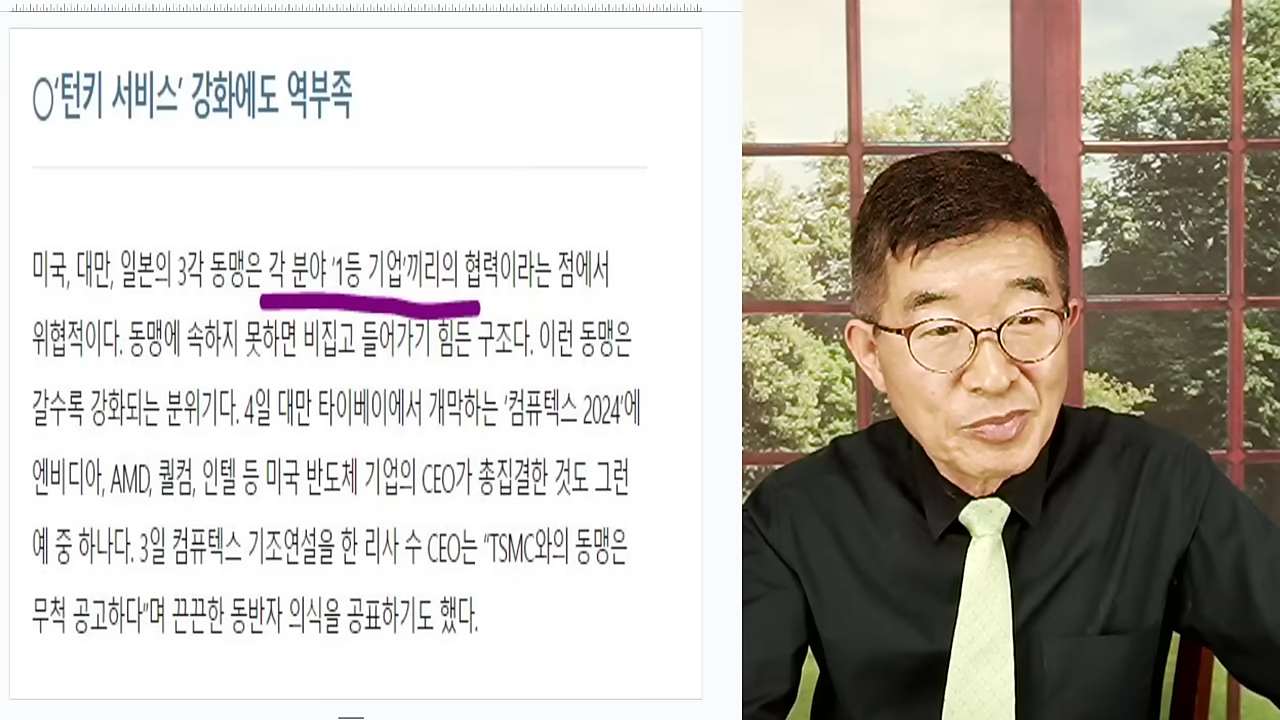 ○‘턴키 서비스’ 강화에도 역부족
미국, 대만, 일본의 3각 동맹은 각 분야 ‘1등 기업’끼리의 협력이라는 점에서
위협적이다. 동맹에 속하지 못하면 비집고 들어가기 힘든 구조다. 이런 동맹은
갈수록 강화되는 분위기다. 4일 대만 타이베이에서 개막하는 ‘컴퓨텍스 2024’에
엔비디아, AMD, 퀄컴, 인텔 등 미국 반도체 기업의 CEO가 총집결한 것도 그런
예 중 하나다. 3일 컴퓨텍스 기조연설을 한 리사 수 CEO는 “TSMC와의 동맹은
무척 공고하다”며 끈끈한 동반자 의식을 공표하기도 했다.